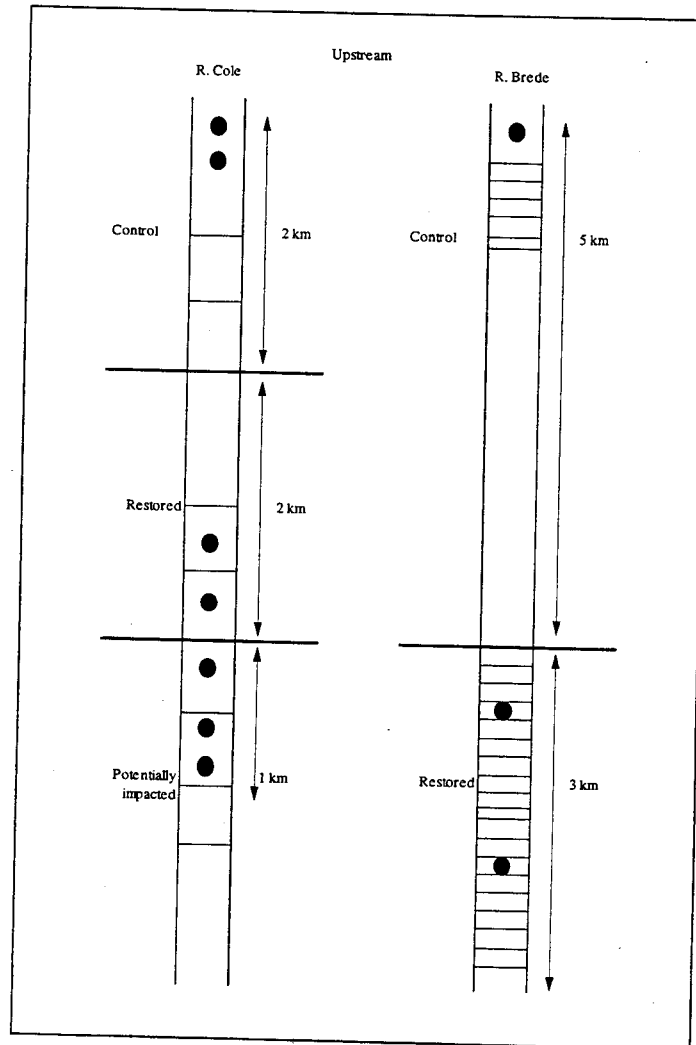 Upstream
R. Cole
R. Brede
Control
2 km
Control
5 km
Restored
2 km
Potentially
impacted
1 km
Restored
3 km